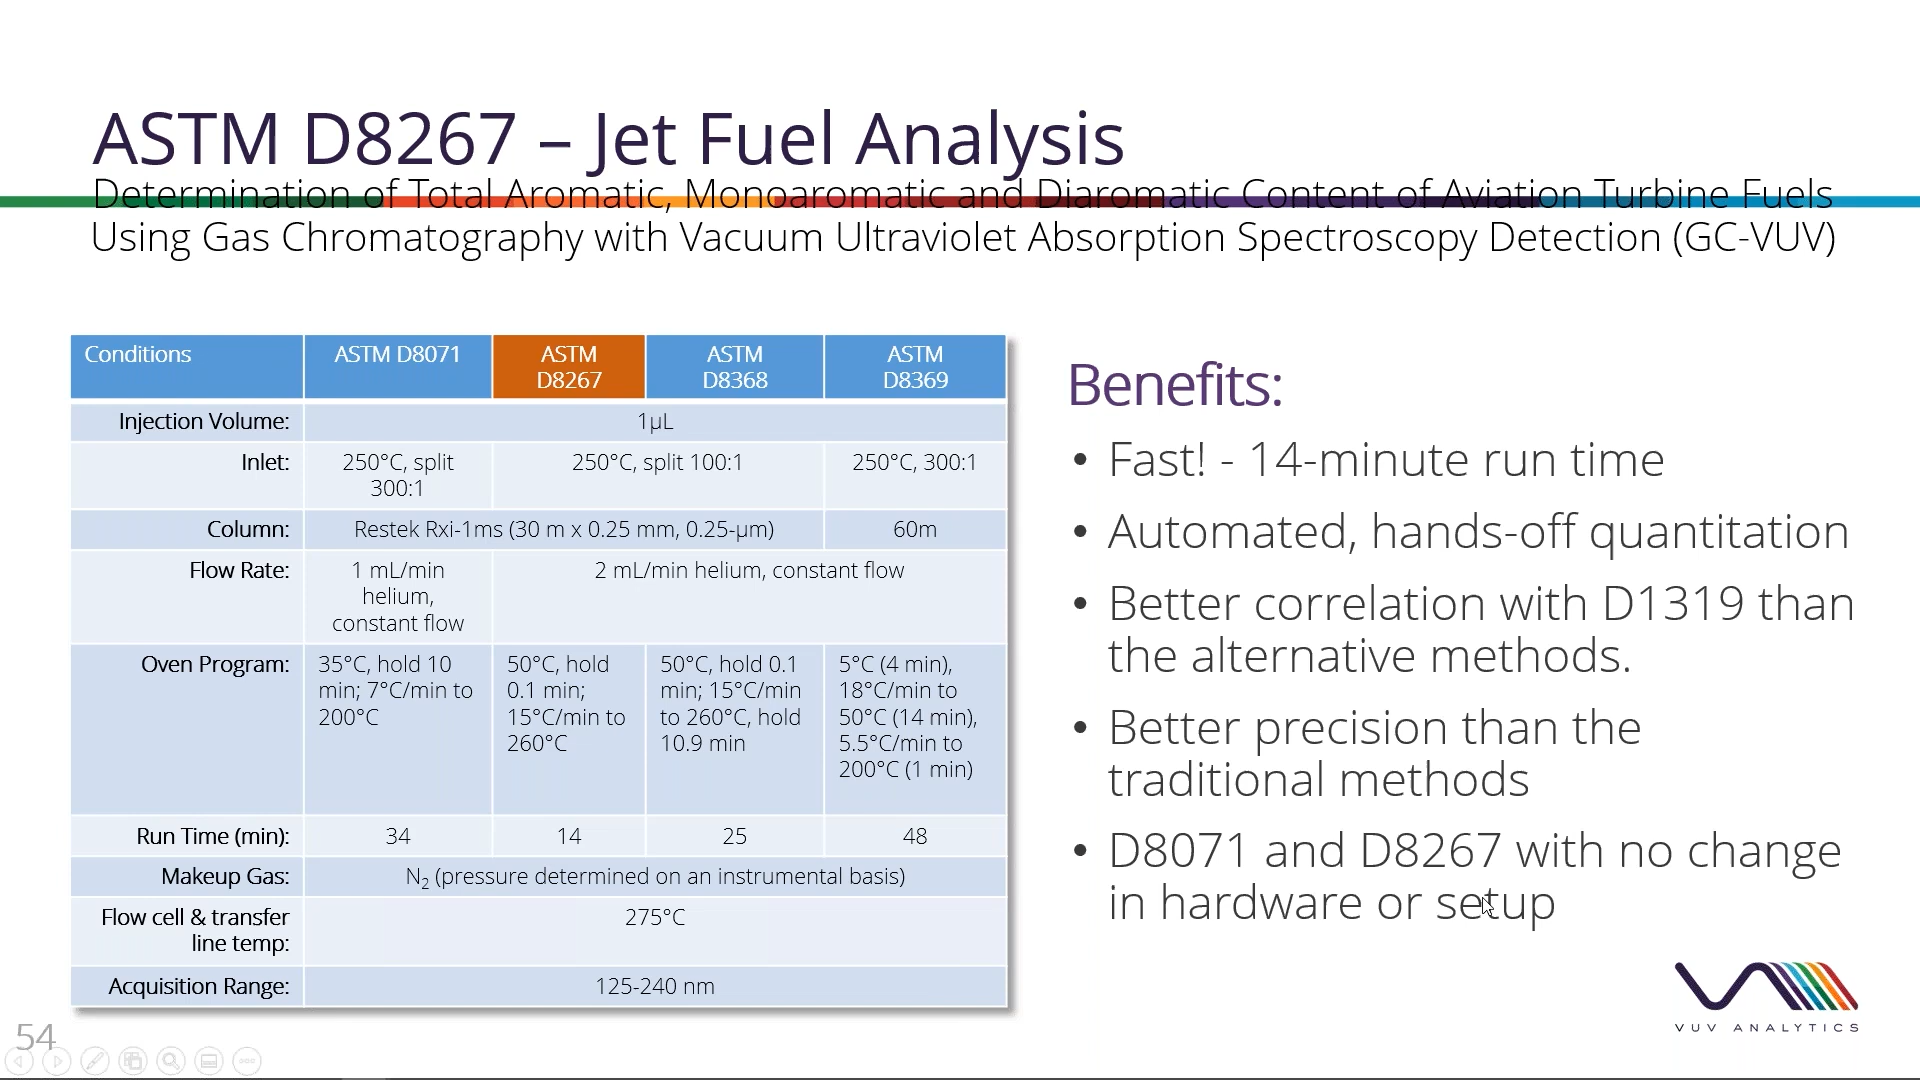 ASTM D8267 – Jet Fuel Analysis
Determination of Total Aromatic, Monoaromatic and Diaromatic Content of Aviation Turbine Fuels
Using Gas Chromatography with Vacuum Ultraviolet Absorption Spectroscopy Detection (GC-VUV)
Conditions
ASTM D8071
ASTM
D8267
ASTM
D8368
ASTM
D8369
Injection Volume:
1µL
Inlet:
250°C, split
300:1
250°C, split 100:1
250°C, 300:1
Column:
Restek Rxi-1ms (30 m x 0.25 mm, 0.25-µm)
60m
Flow Rate:
1 mL/min
helium,
constant flow
2 mL/min helium, constant flow
Oven Program:
35°C, hold 10
min; 7°C/min to
200°C
50°C, hold
0.1 min;
15°C/min to
260°C
50°C, hold 0.1
min; 15°C/min
to 260°C, hold
10.9 min
5°C (4 min),
18°C/min to
50°C (14 min),
5.5°C/min to
200°C (1 min)
Run Time (min):
34
14
25
48
Makeup Gas:
N₂ (pressure determined on an instrumental basis)
Flow cell & transfer
line temp:
275°C
Acquisition Range:
125-240 nm
Benefits:
• Fast! - 14-minute run time
• Automated, hands-off quantitation
• Better correlation with D1319 than
the alternative methods.
• Better precision than the
traditional methods
• D8071 and D8267 with no change
in hardware or setup
VUV ANALYTICS
54